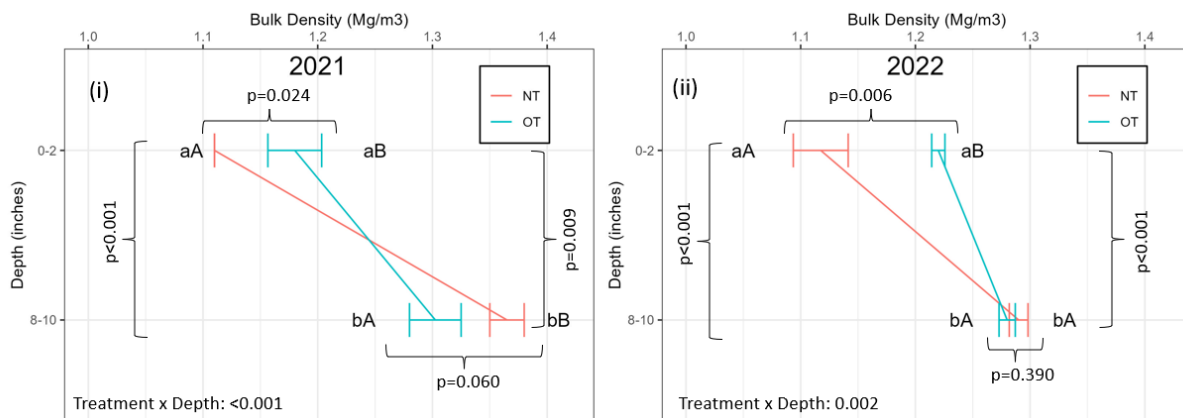 Bulk Density (Mg/m3)
1.0 1.1 1.2 1.3 1.4
2021
(i)
NT
OT
p=0.024
0-2
aA
aB
p<0.001
p=0.009
Depth (inches)
8-10
bA
bB
p=0.060
Treatment x Depth: <0.001
Bulk Density (Mg/m3)
1.0 1.1 1.2 1.3 1.4
2022
(ii)
NT
OT
p=0.006
0-2
aA
aB
p<0.001
p<0.001
Depth (inches)
8-10
bA
bA
p=0.390
Treatment x Depth: 0.002